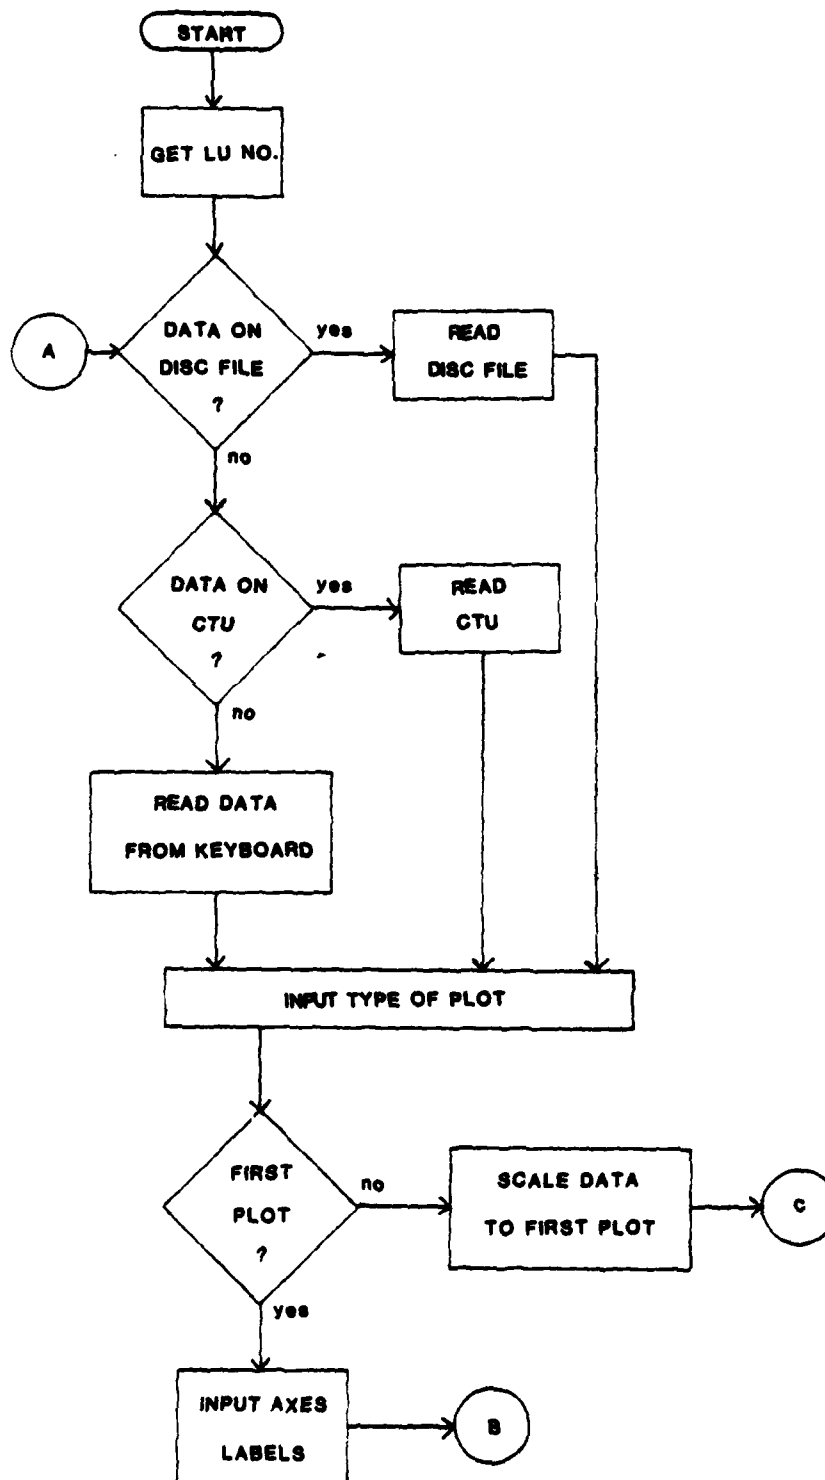 START
GET LU NO.
A
DATA ON
DISC FILE
?
yes
READ
DISC FILE
no
DATA ON
CTU
?
yes
READ
CTU
no
READ DATA
FROM KEYBOARD
INPUT TYPE OF PLOT
FIRST
PLOT
?
no
SCALE DATA
TO FIRST PLOT
C
yes
INPUT AXES
LABELS
B